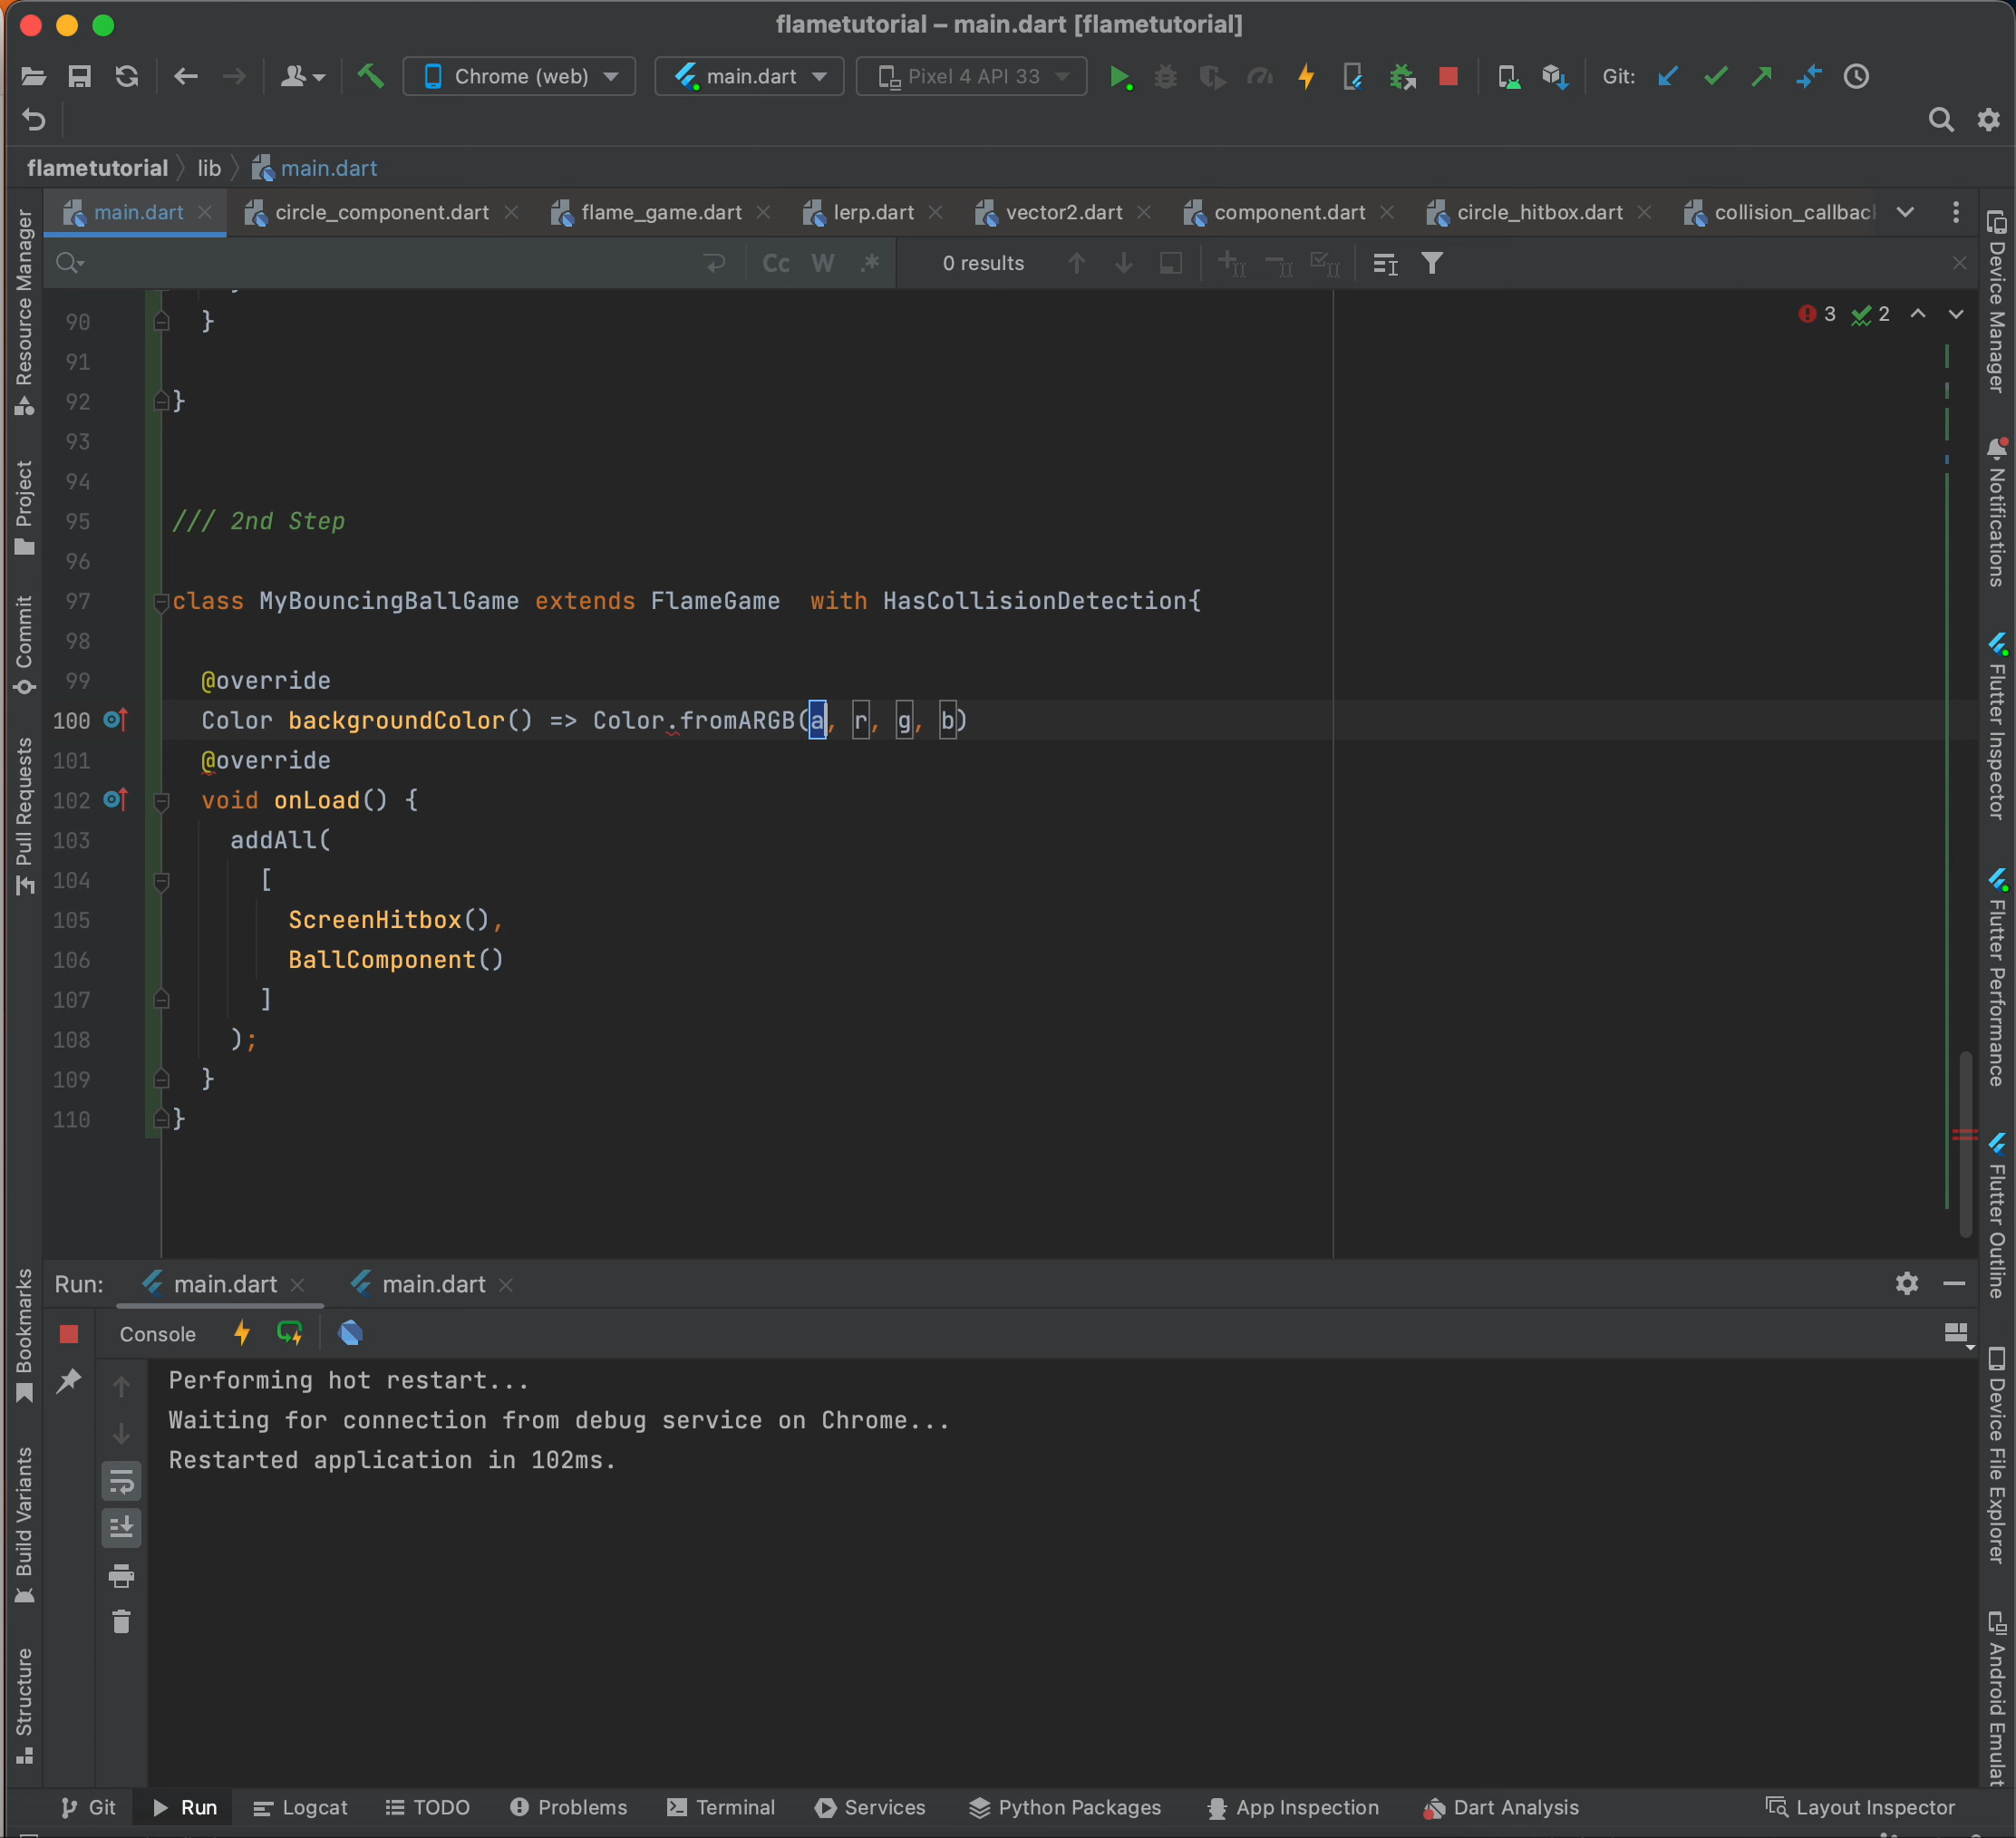 flametutorial – main.dart [flametutorial]
Chrome (web) main.dart Pixel 4 API 33 Git:
flametutorial lib main.dart
main.dart circle_component.dart flame_game.dart lerp.dart vector2.dart component.dart circle_hitbox.dart collision_callbac
Cc W .* 0 results
3 2
90 }
91
92 }
93
94
95 /// 2nd Step
96
97 class MyBouncingBallGame extends FlameGame  with HasCollisionDetection{
98
99 @override
100 Color backgroundColor() => Color.fromARGB(a, r, g, b)
101 @override
102 void onLoad() {
103 addAll(
104 [
105 ScreenHitbox(),
106 BallComponent()
107 ]
108 );
109 }
110 }
Resource Manager
Project
Commit
Pull Requests
Bookmarks
Build Variants
Structure
Device Manager
Notifications
Flutter Inspector
Flutter Performance
Flutter Outline
Device File Explorer
Android Emulat
Run: main.dart main.dart
Console
Performing hot restart...
Waiting for connection from debug service on Chrome...
Restarted application in 102ms.
Git Run Logcat TODO Problems Terminal Services Python Packages App Inspection Dart Analysis Layout Inspector